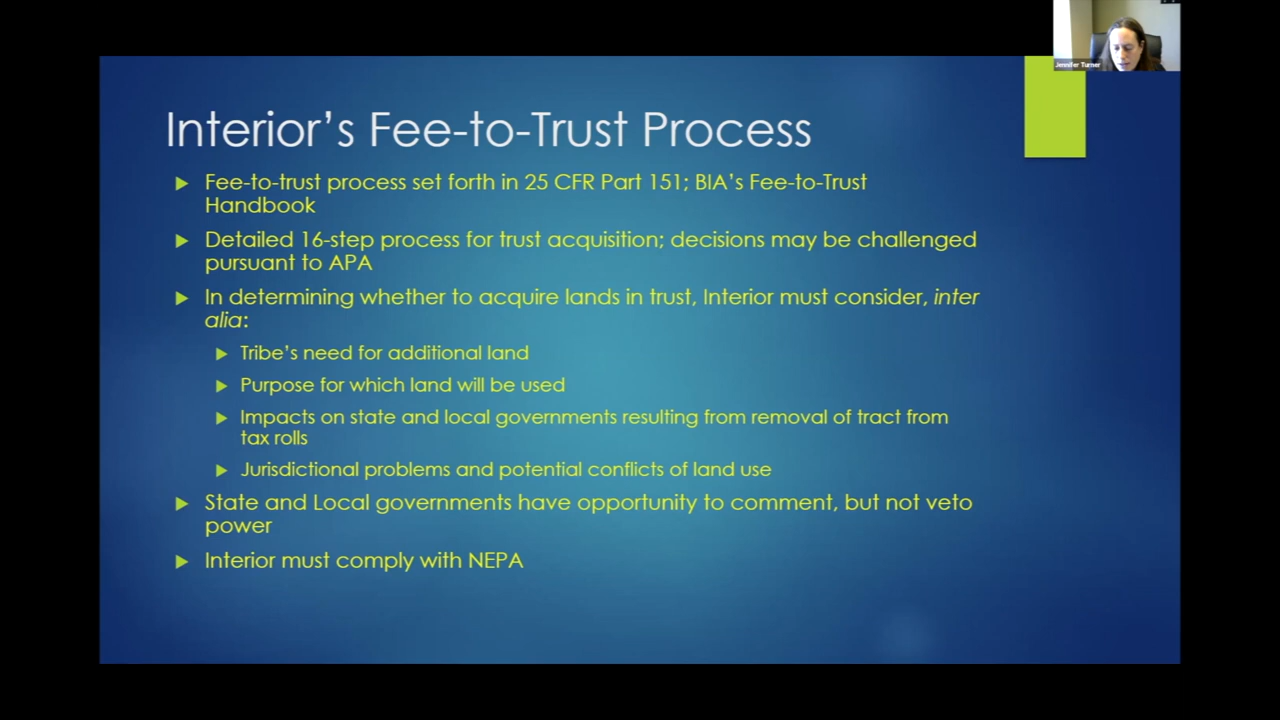 Jennifer Turner
Interior's Fee-to-Trust Process
Fee-to-trust process set forth in 25 CFR Part 151; BIA's Fee-to-Trust
Handbook
Detailed 16-step process for trust acquisition; decisions may be challenged
pursuant to APA
In determining whether to acquire lands in trust, Interior must consider, inter
alia:
Tribe's need for additional land
Purpose for which land will be used
Impacts on state and local governments resulting from removal of tract from
tax rolls
Jurisdictional problems and potential conflicts of land use
State and Local governments have opportunity to comment, but not veto
power
Interior must comply with NEPA